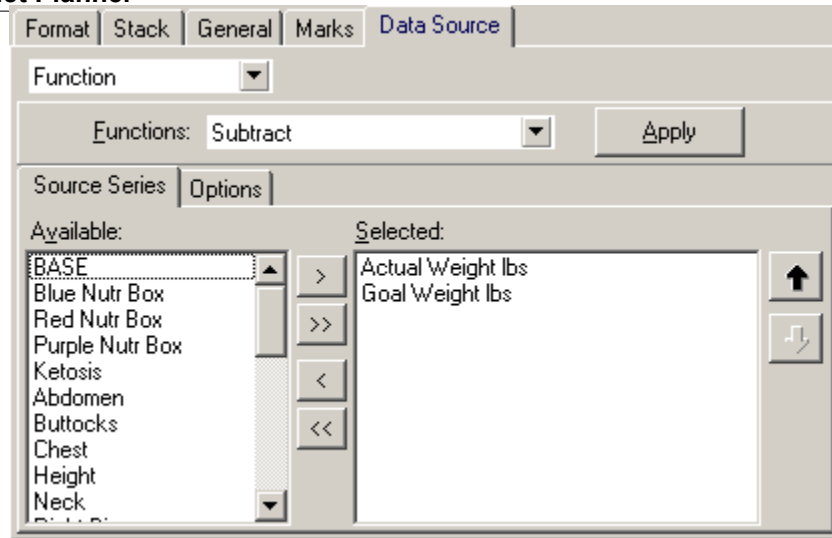 Format Stack General Marks Data Source
Function
Functions: Subtract Apply
Source Series Options
Available: Selected:
BASE
Blue Nutr Box
Red Nutr Box
Purple Nutr Box
Ketosis
Abdomen
Buttocks
Chest
Height
Neck
>
>>
<
<<
Actual Weight lbs
Goal Weight lbs